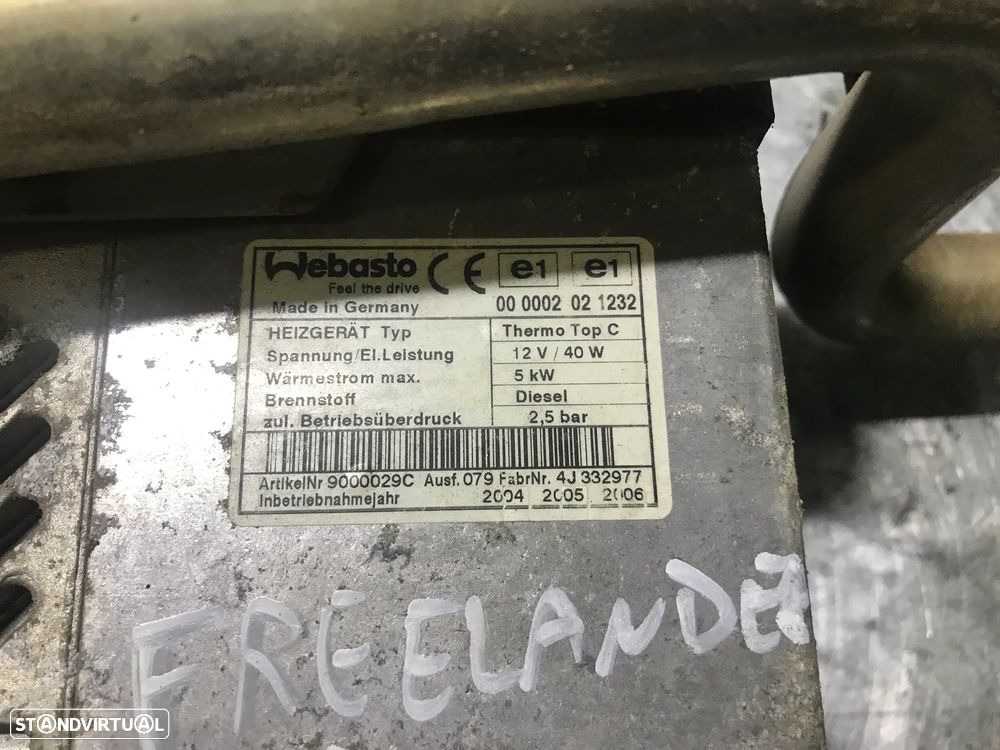 Webasto CE e1 e1
Feel the drive
Made in Germany 00 0002 02 1232
HEIZGERÄT Typ Thermo Top C
Spannung/El.Leistung 12 V / 40 W
Wärmestrom max. 5 kW
Brennstoff Diesel
zul. Betriebsüberdruck 2,5 bar
ArtikelNr 9000029C Ausf. 079 FabrNr. 4J 332977
Inbetriebnahmejahr 2004 2005 2006
FREELANDER
STANDVIRTUAL